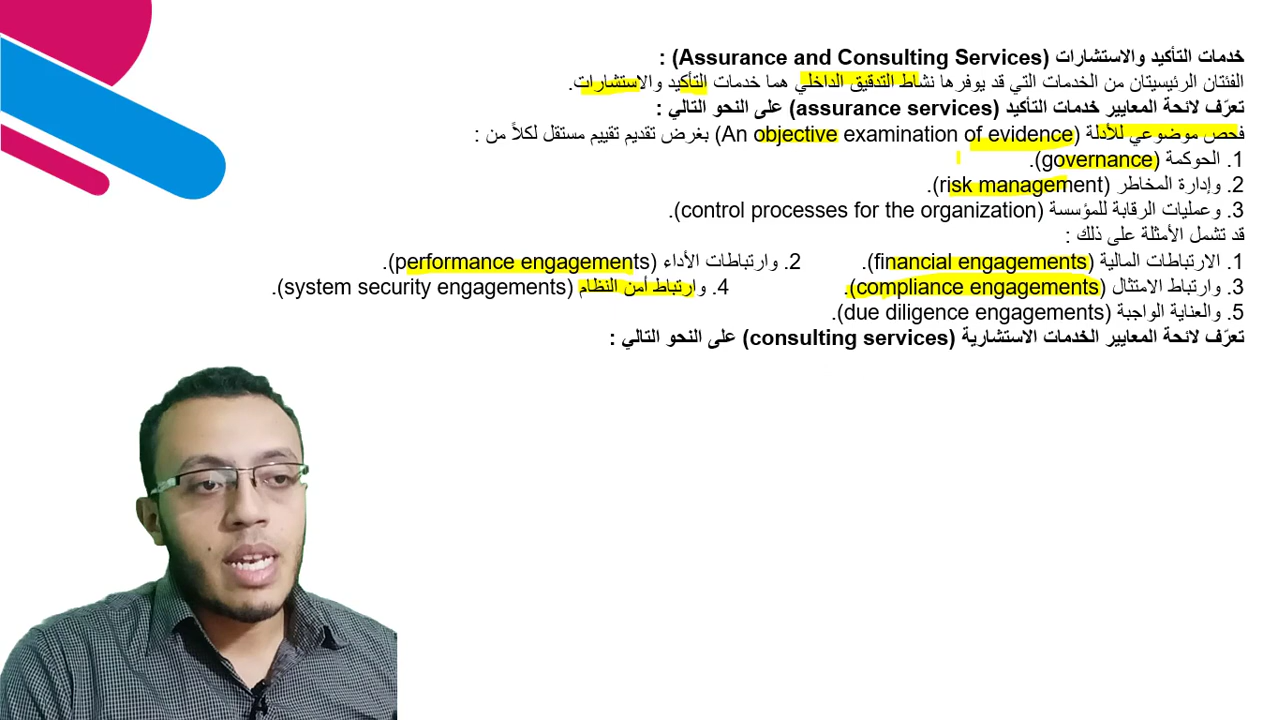 خدمات التأكيد والاستشارات (Assurance and Consulting Services) :
الفئتان الرئيسيتان من الخدمات التي قد يوفرها نشاط التدقيق الداخلي هما خدمات التأكيد والاستشارات.
تعرّف لائحة المعايير خدمات التأكيد (assurance services) على النحو التالي :
فحص موضوعي للأدلة (An objective examination of evidence) بغرض تقديم تقييم مستقل لكلاً من :
1. الحوكمة (governance).
2. وإدارة المخاطر (risk management).
3. وعمليات الرقابة للمؤسسة (control processes for the organization).
قد تشمل الأمثلة على ذلك :
1. الارتباطات المالية (financial engagements). 2. وارتباطات الأداء (performance engagements).
3. وارتباط الامتثال (compliance engagements). 4. وارتباط أمن النظام (system security engagements).
5. والعناية الواجبة (due diligence engagements).
تعرّف لائحة المعايير الخدمات الاستشارية (consulting services) على النحو التالي :